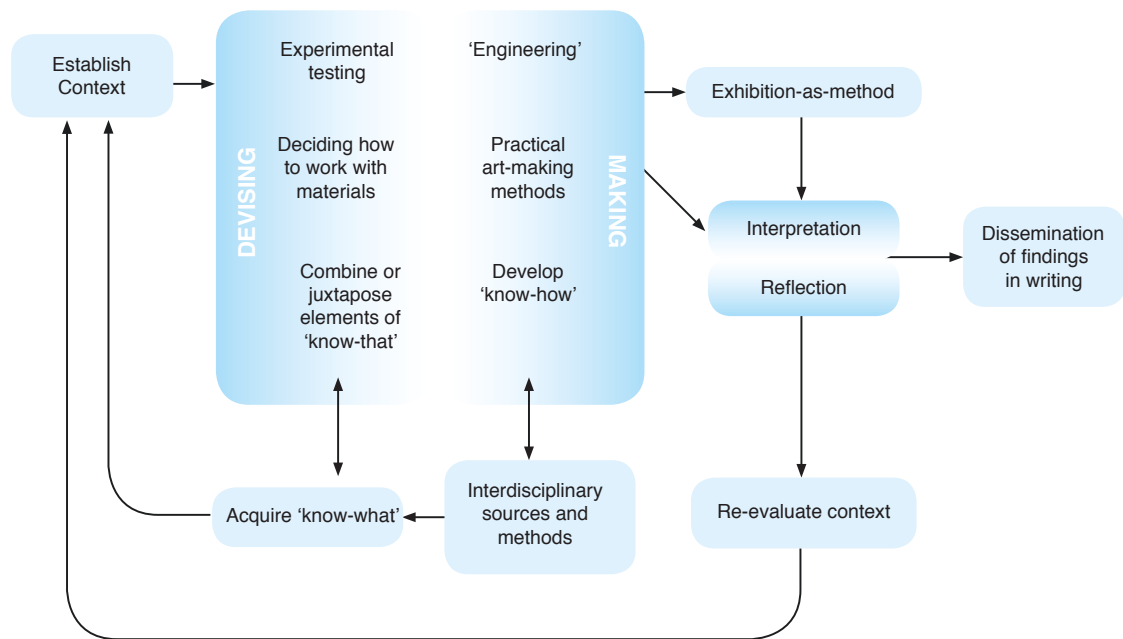 Establish
Context
DEVISING
Experimental
testing
Deciding how
to work with
materials
Combine or
juxtapose
elements of
‘know-that’
‘Engineering’
Practical
art-making
methods
Develop
‘know-how’
MAKING
Exhibition-as-method
Interpretation
Reflection
Dissemination
of findings
in writing
Acquire ‘know-what’
Interdisciplinary
sources and
methods
Re-evaluate context